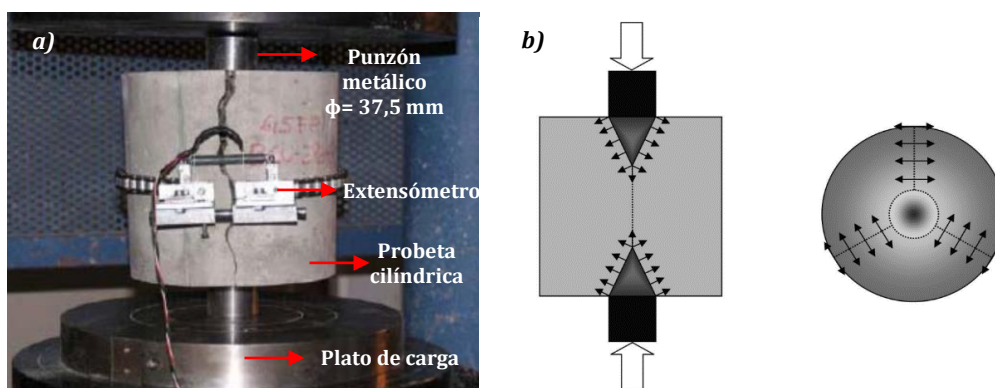 a)
Punzón
metálico
ϕ= 37,5 mm
Extensómetro
Probeta
cilíndrica
Plato de carga
b)